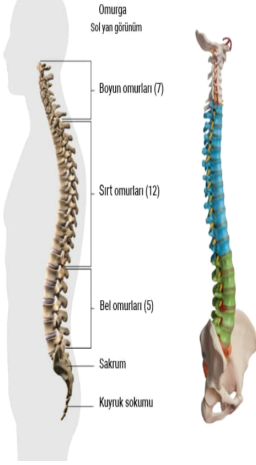 Omurga
Sol yan görünüm
Boyun omurları (7)
Sırt omurları (12)
Bel omurları (5)
Sakrum
Kuyruk sokumu